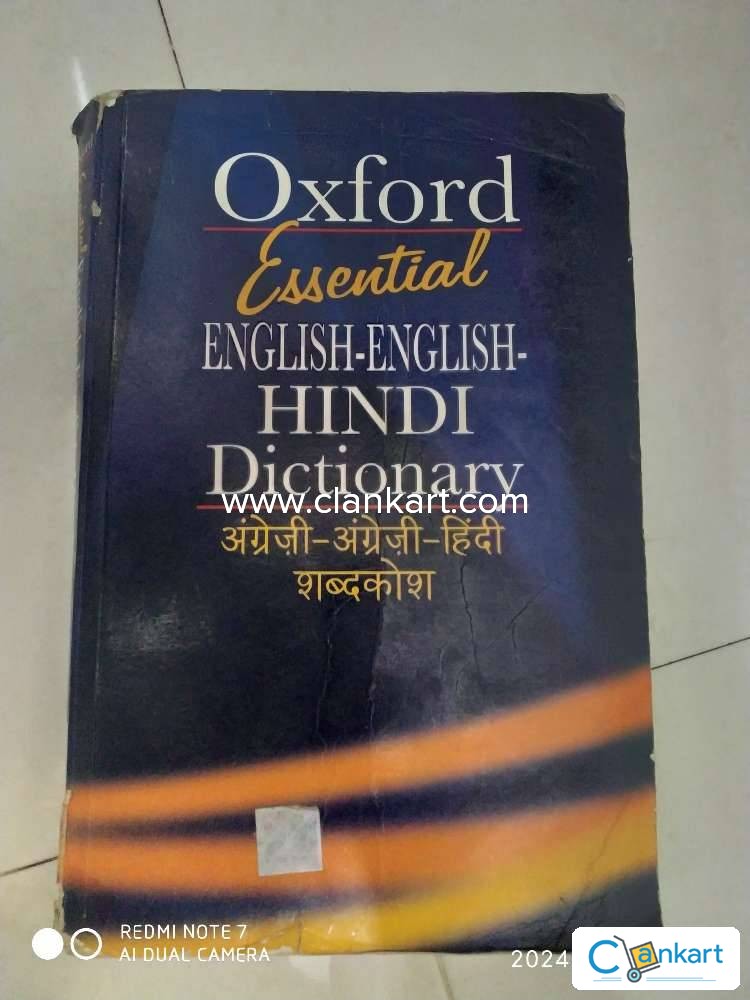 Oxford
Essential
ENGLISH-ENGLISH-
HINDI
Dictionary
www.clankart.com
अंग्रेज़ी-अंग्रेज़ी-हिंदी
शब्दकोश
REDMI NOTE 7
AI DUAL CAMERA
2024
Clankart